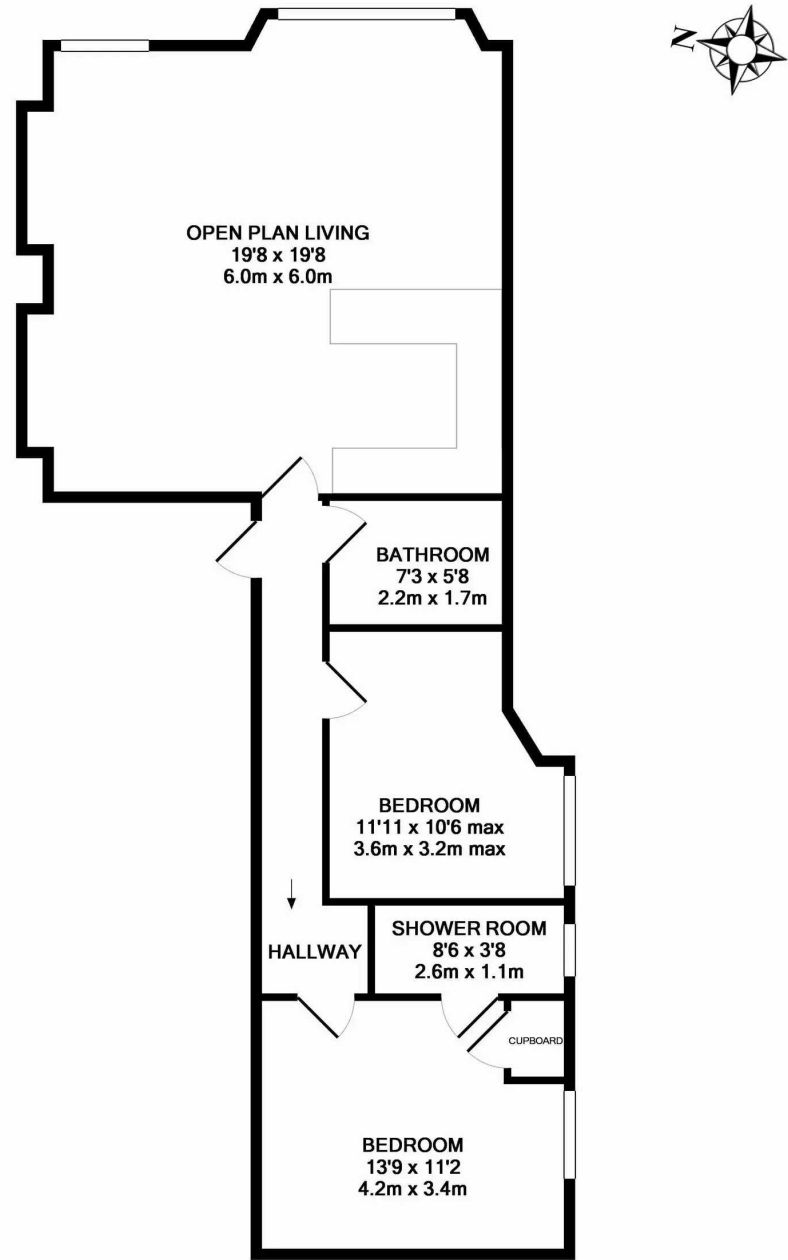 N
OPEN PLAN LIVING
19'8 x 19'8
6.0m x 6.0m
BATHROOM
7'3 x 5'8
2.2m x 1.7m
BEDROOM
11'11 x 10'6 max
3.6m x 3.2m max
SHOWER ROOM
8'6 x 3'8
2.6m x 1.1m
HALLWAY
CUPBOARD
BEDROOM
13'9 x 11'2
4.2m x 3.4m